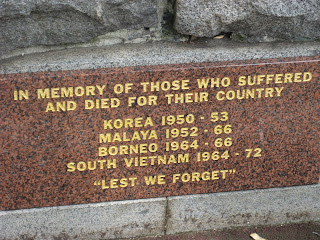 IN MEMORY OF THOSE WHO SUFFERED
AND DIED FOR THEIR COUNTRY
KOREA 1950 - 53
MALAYA 1952 - 66
BORNEO 1964 - 66
SOUTH VIETNAM 1964 - 72
"LEST WE FORGET"